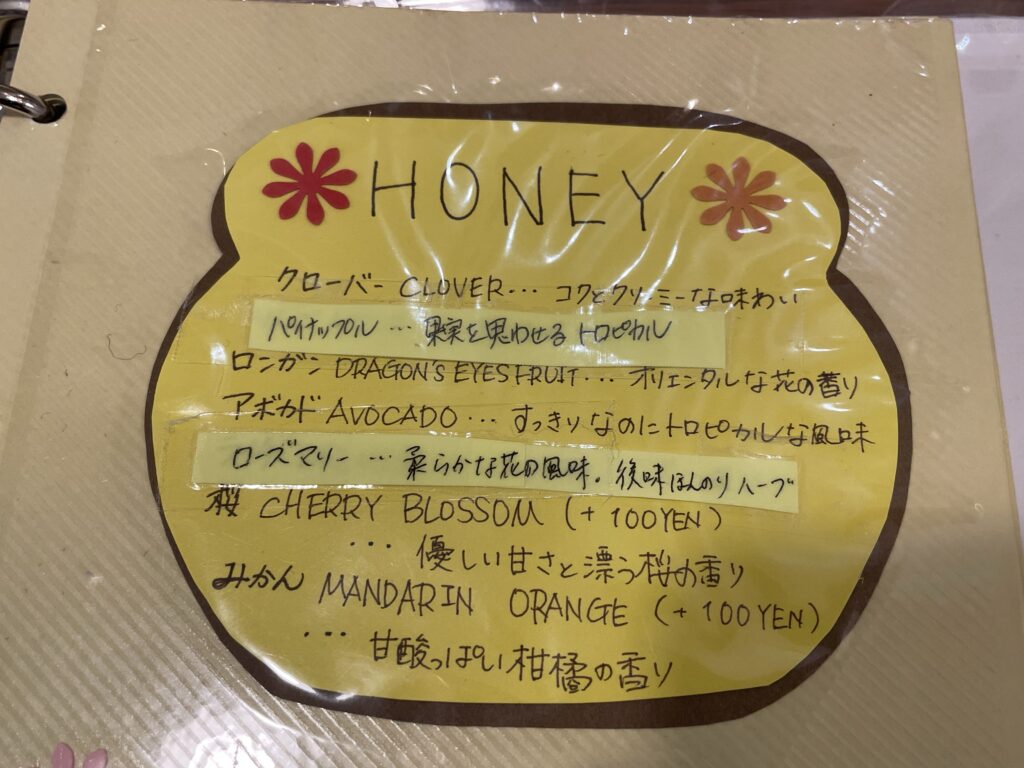 HONEY
クローバー CLOVER... コクとクリーミーな味わい
パイナップル ... 果実を思わせるトロピカル
ロンガン DRAGON'S EYES FRUIT... オリエンタルな花の香り
アボカド AVOCADO... すっきりなのにトロピカルな風味
ローズマリー ... 柔らかな花の風味。後味ほんのりハーブ
桜 CHERRY BLOSSOM (+100YEN)
... 優しい甘さと漂う桜の香り
みかん MANDARIN ORANGE (+100YEN)
... 甘酸っぱい柑橘の香り